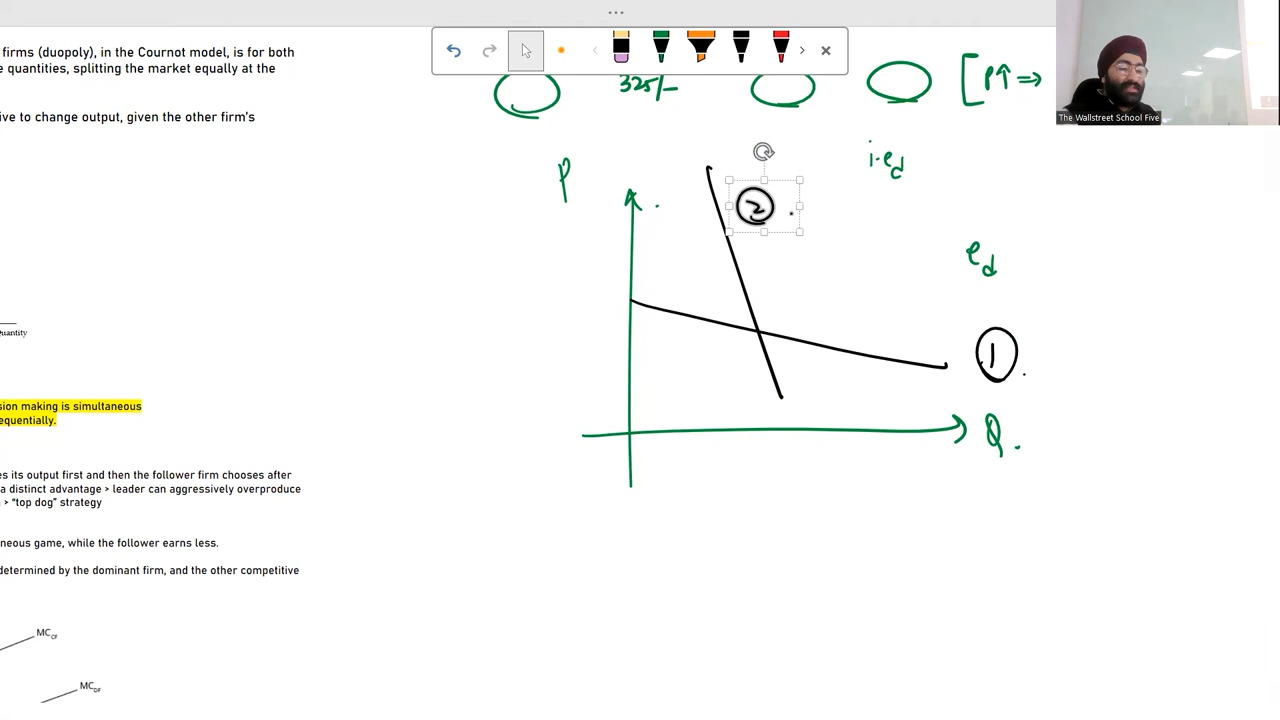 firms (duopoly), in the Cournot model, is for both
e quantities, splitting the market equally at the
ive to change output, given the other firm's
Quantity
sion making is simultaneous
equentially.
es its output first and then the follower firm chooses after
a distinct advantage > leader can aggressively overproduce
> "top dog" strategy
neous game, while the follower earns less.
determined by the dominant firm, and the other competitive
MCCF
MCDF
325/-
[P↑ ⇒
The Wallstreet School Five
P
i.ed
2
ed
1
Q.